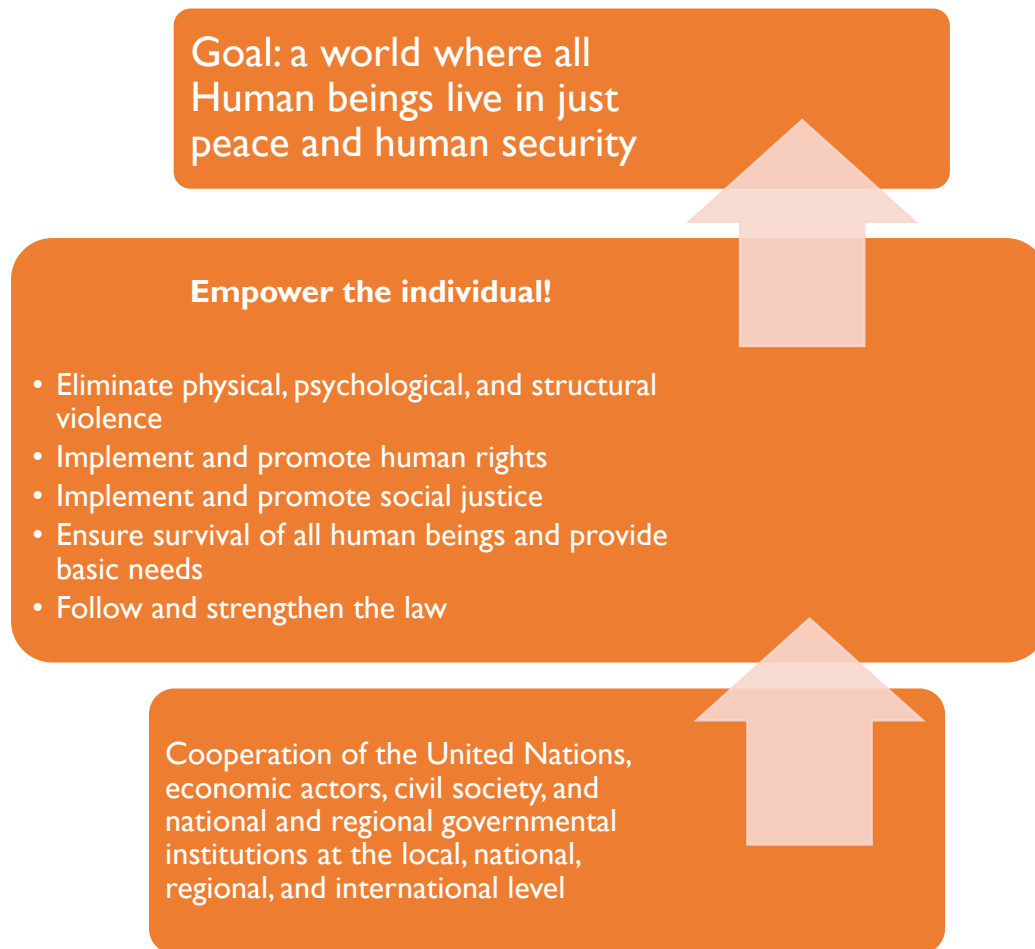 Goal: a world where all
Human beings live in just
peace and human security
Empower the individual!
• Eliminate physical, psychological, and structural
violence
• Implement and promote human rights
• Implement and promote social justice
• Ensure survival of all human beings and provide
basic needs
• Follow and strengthen the law
Cooperation of the United Nations,
economic actors, civil society, and
national and regional governmental
institutions at the local, national,
regional, and international level